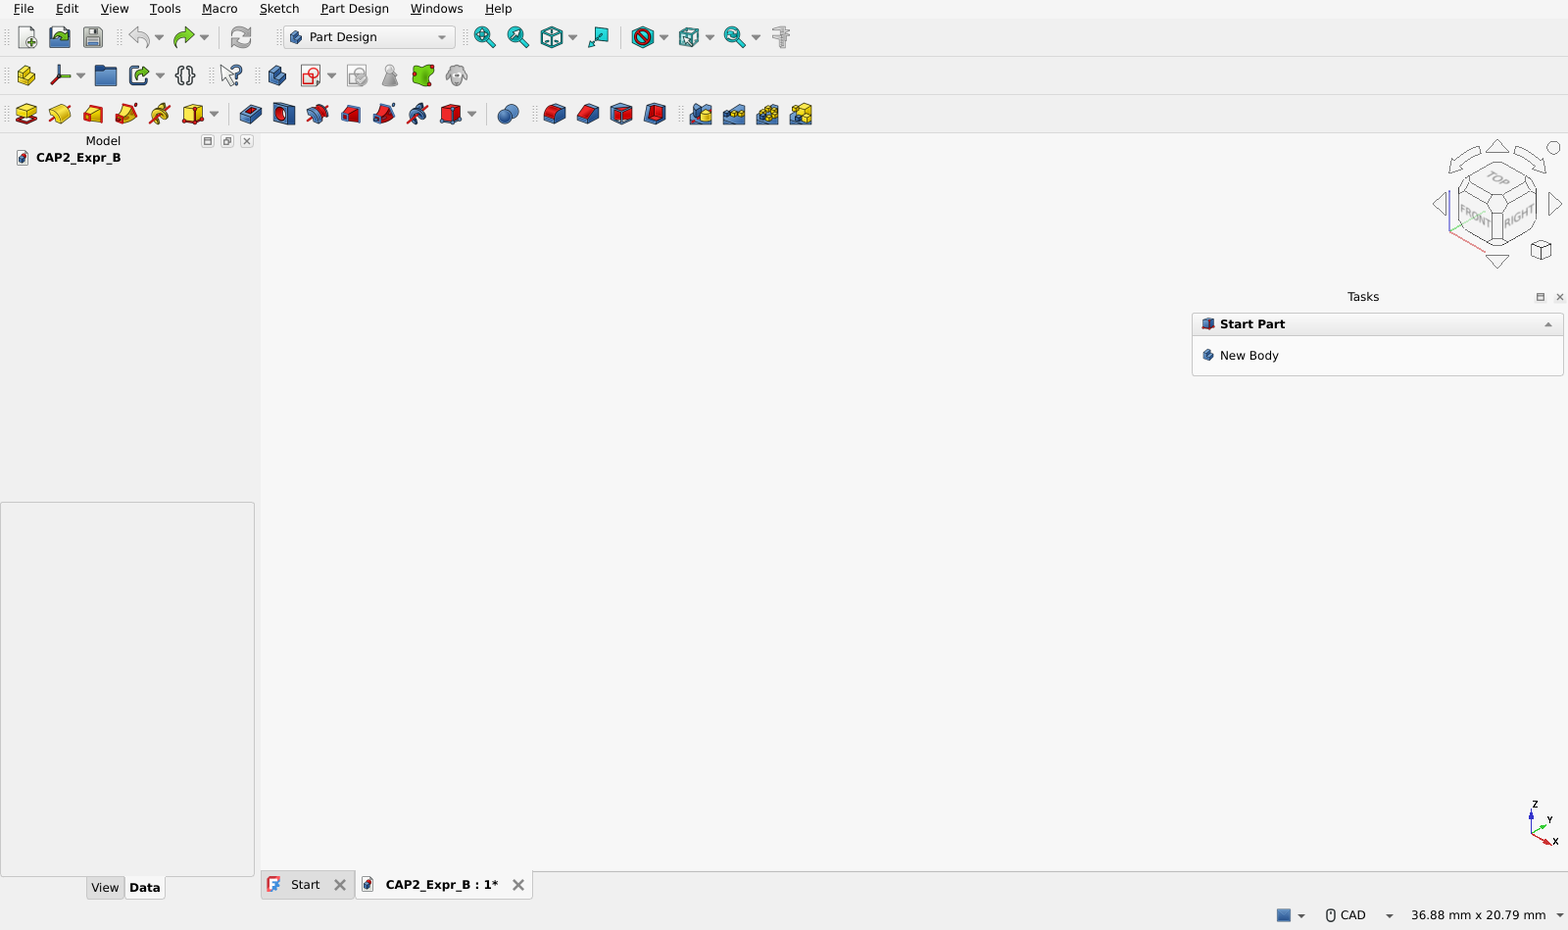 File Edit View Tools Macro Sketch Part Design Windows Help
Part Design
Model
CAP2_Expr_B
TOP
FRONT
RIGHT
Tasks
Start Part
New Body
Z
Y
X
View Data
Start
CAP2_Expr_B : 1*
CAD
36.88 mm x 20.79 mm